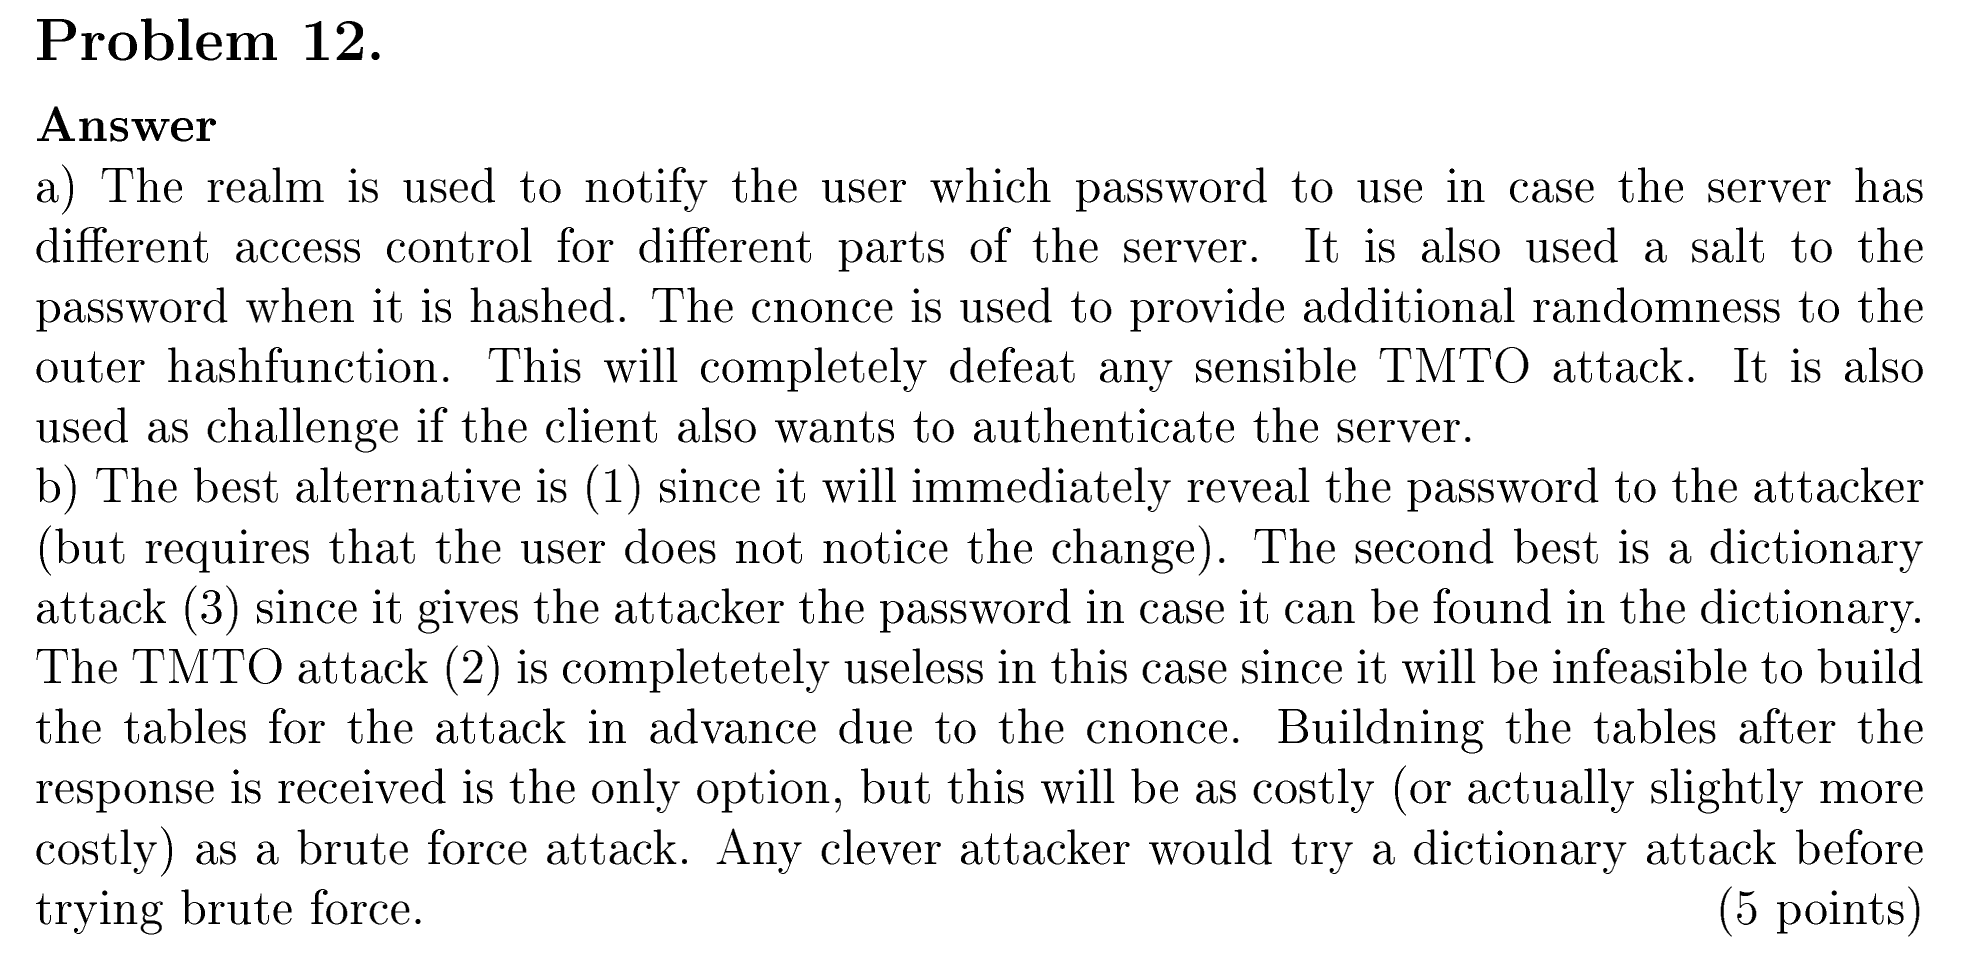 Problem 12.
Answer
a) The realm is used to notify the user which password to use in case the server has
different access control for different parts of the server. It is also used a salt to the
password when it is hashed. The cnonce is used to provide additional randomness to the
outer hashfunction. This will completely defeat any sensible TMTO attack. It is also
used as challenge if the client also wants to authenticate the server.
b) The best alternative is (1) since it will immediately reveal the password to the attacker
(but requires that the user does not notice the change). The second best is a dictionary
attack (3) since it gives the attacker the password in case it can be found in the dictionary.
The TMTO attack (2) is completetely useless in this case since it will be infeasible to build
the tables for the attack in advance due to the cnonce. Buildning the tables after the
response is received is the only option, but this will be as costly (or actually slightly more
costly) as a brute force attack. Any clever attacker would try a dictionary attack before
trying brute force. (5 points)